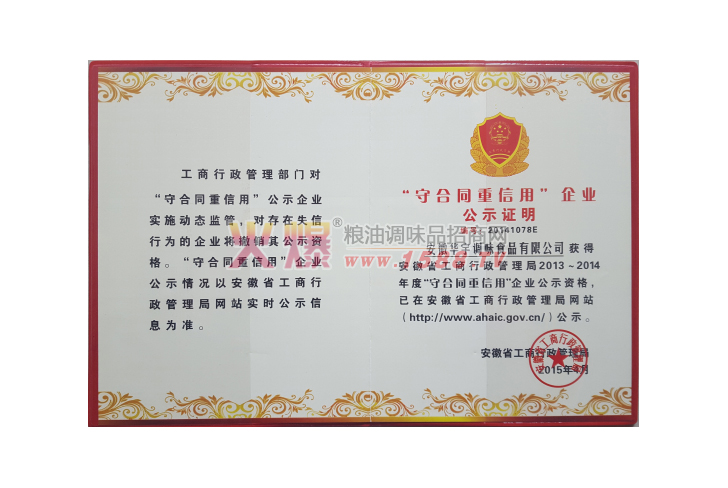 工商行政管理部门对
“守合同重信用”公示企业
实施动态监管，对存在失信
行为的企业将撤销其公示资
格。“守合同重信用”企业
公示情况以安徽省工商行
政管理局网站实时公示信
息为准。
“守合同重信用”企业
公示证明
编号：20141078E
安徽华宇调味食品有限公司获得
安徽省工商行政管理局2013～2014
年度“守合同重信用”企业公示资格，
已在安徽省工商行政管理局网站
（http://www.ahaic.gov.cn/）公示。
安徽省工商行政管理局
2015年4月
火爆®
粮油调味品招商网
www.1588.TV